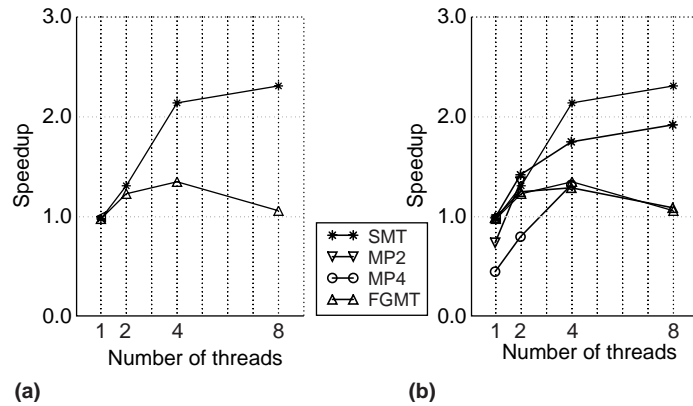 3.0
2.0
1.0
0.0
Speedup
1 2 4 8
Number of threads
(a)
SMT
MP2
MP4
FGMT
3.0
2.0
1.0
0.0
Speedup
1 2 4 8
Number of threads
(b)